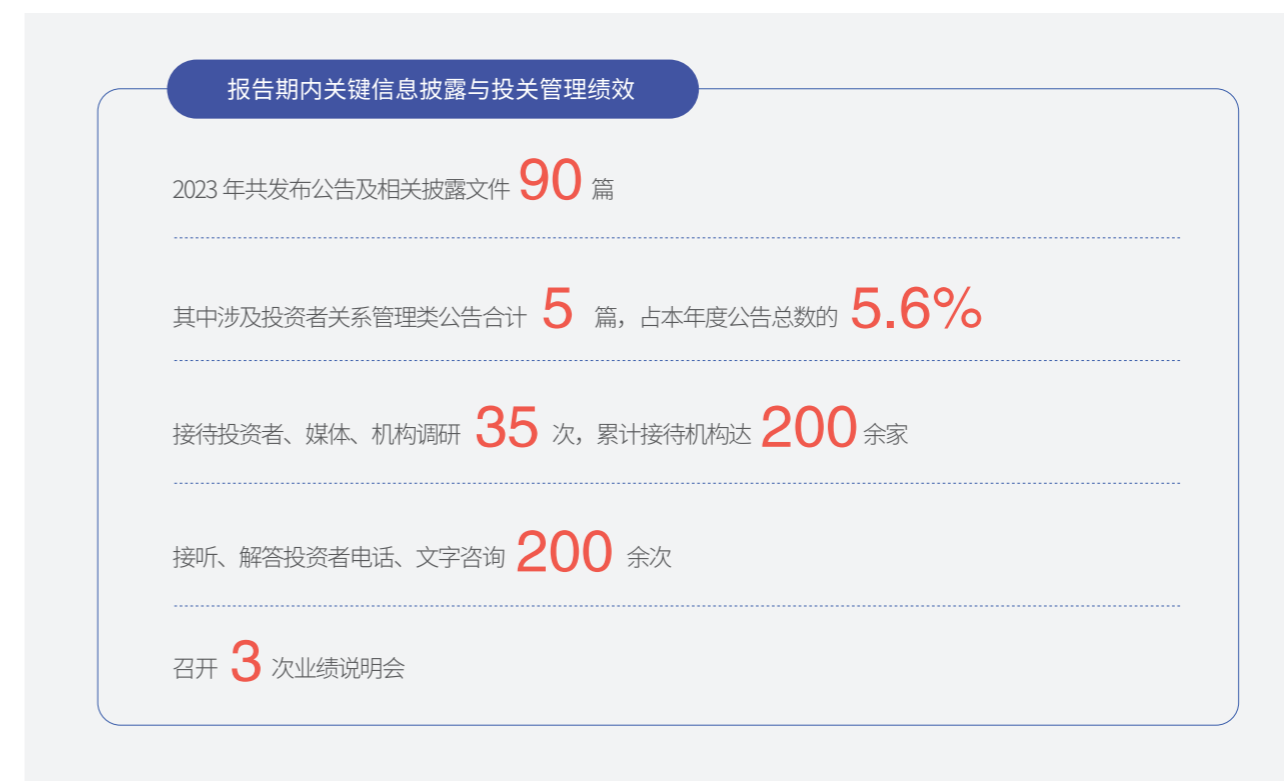 报告期内关键信息披露与投关管理绩效
2023 年共发布公告及相关披露文件 90 篇
其中涉及投资者关系管理类公告合计 5 篇，占本年度公告总数的 5.6%
接待投资者、媒体、机构调研 35 次，累计接待机构达 200 余家
接听、解答投资者电话、文字咨询 200 余次
召开 3 次业绩说明会